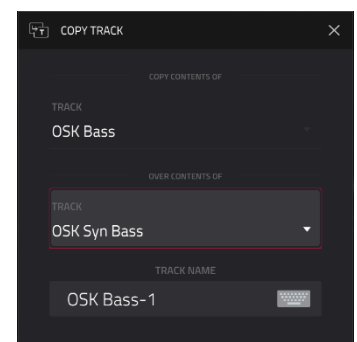 COPY TRACK
COPY CONTENTS OF
TRACK
OSK Bass
OVER CONTENTS OF
TRACK
OSK Syn Bass
TRACK NAME
OSK Bass-1